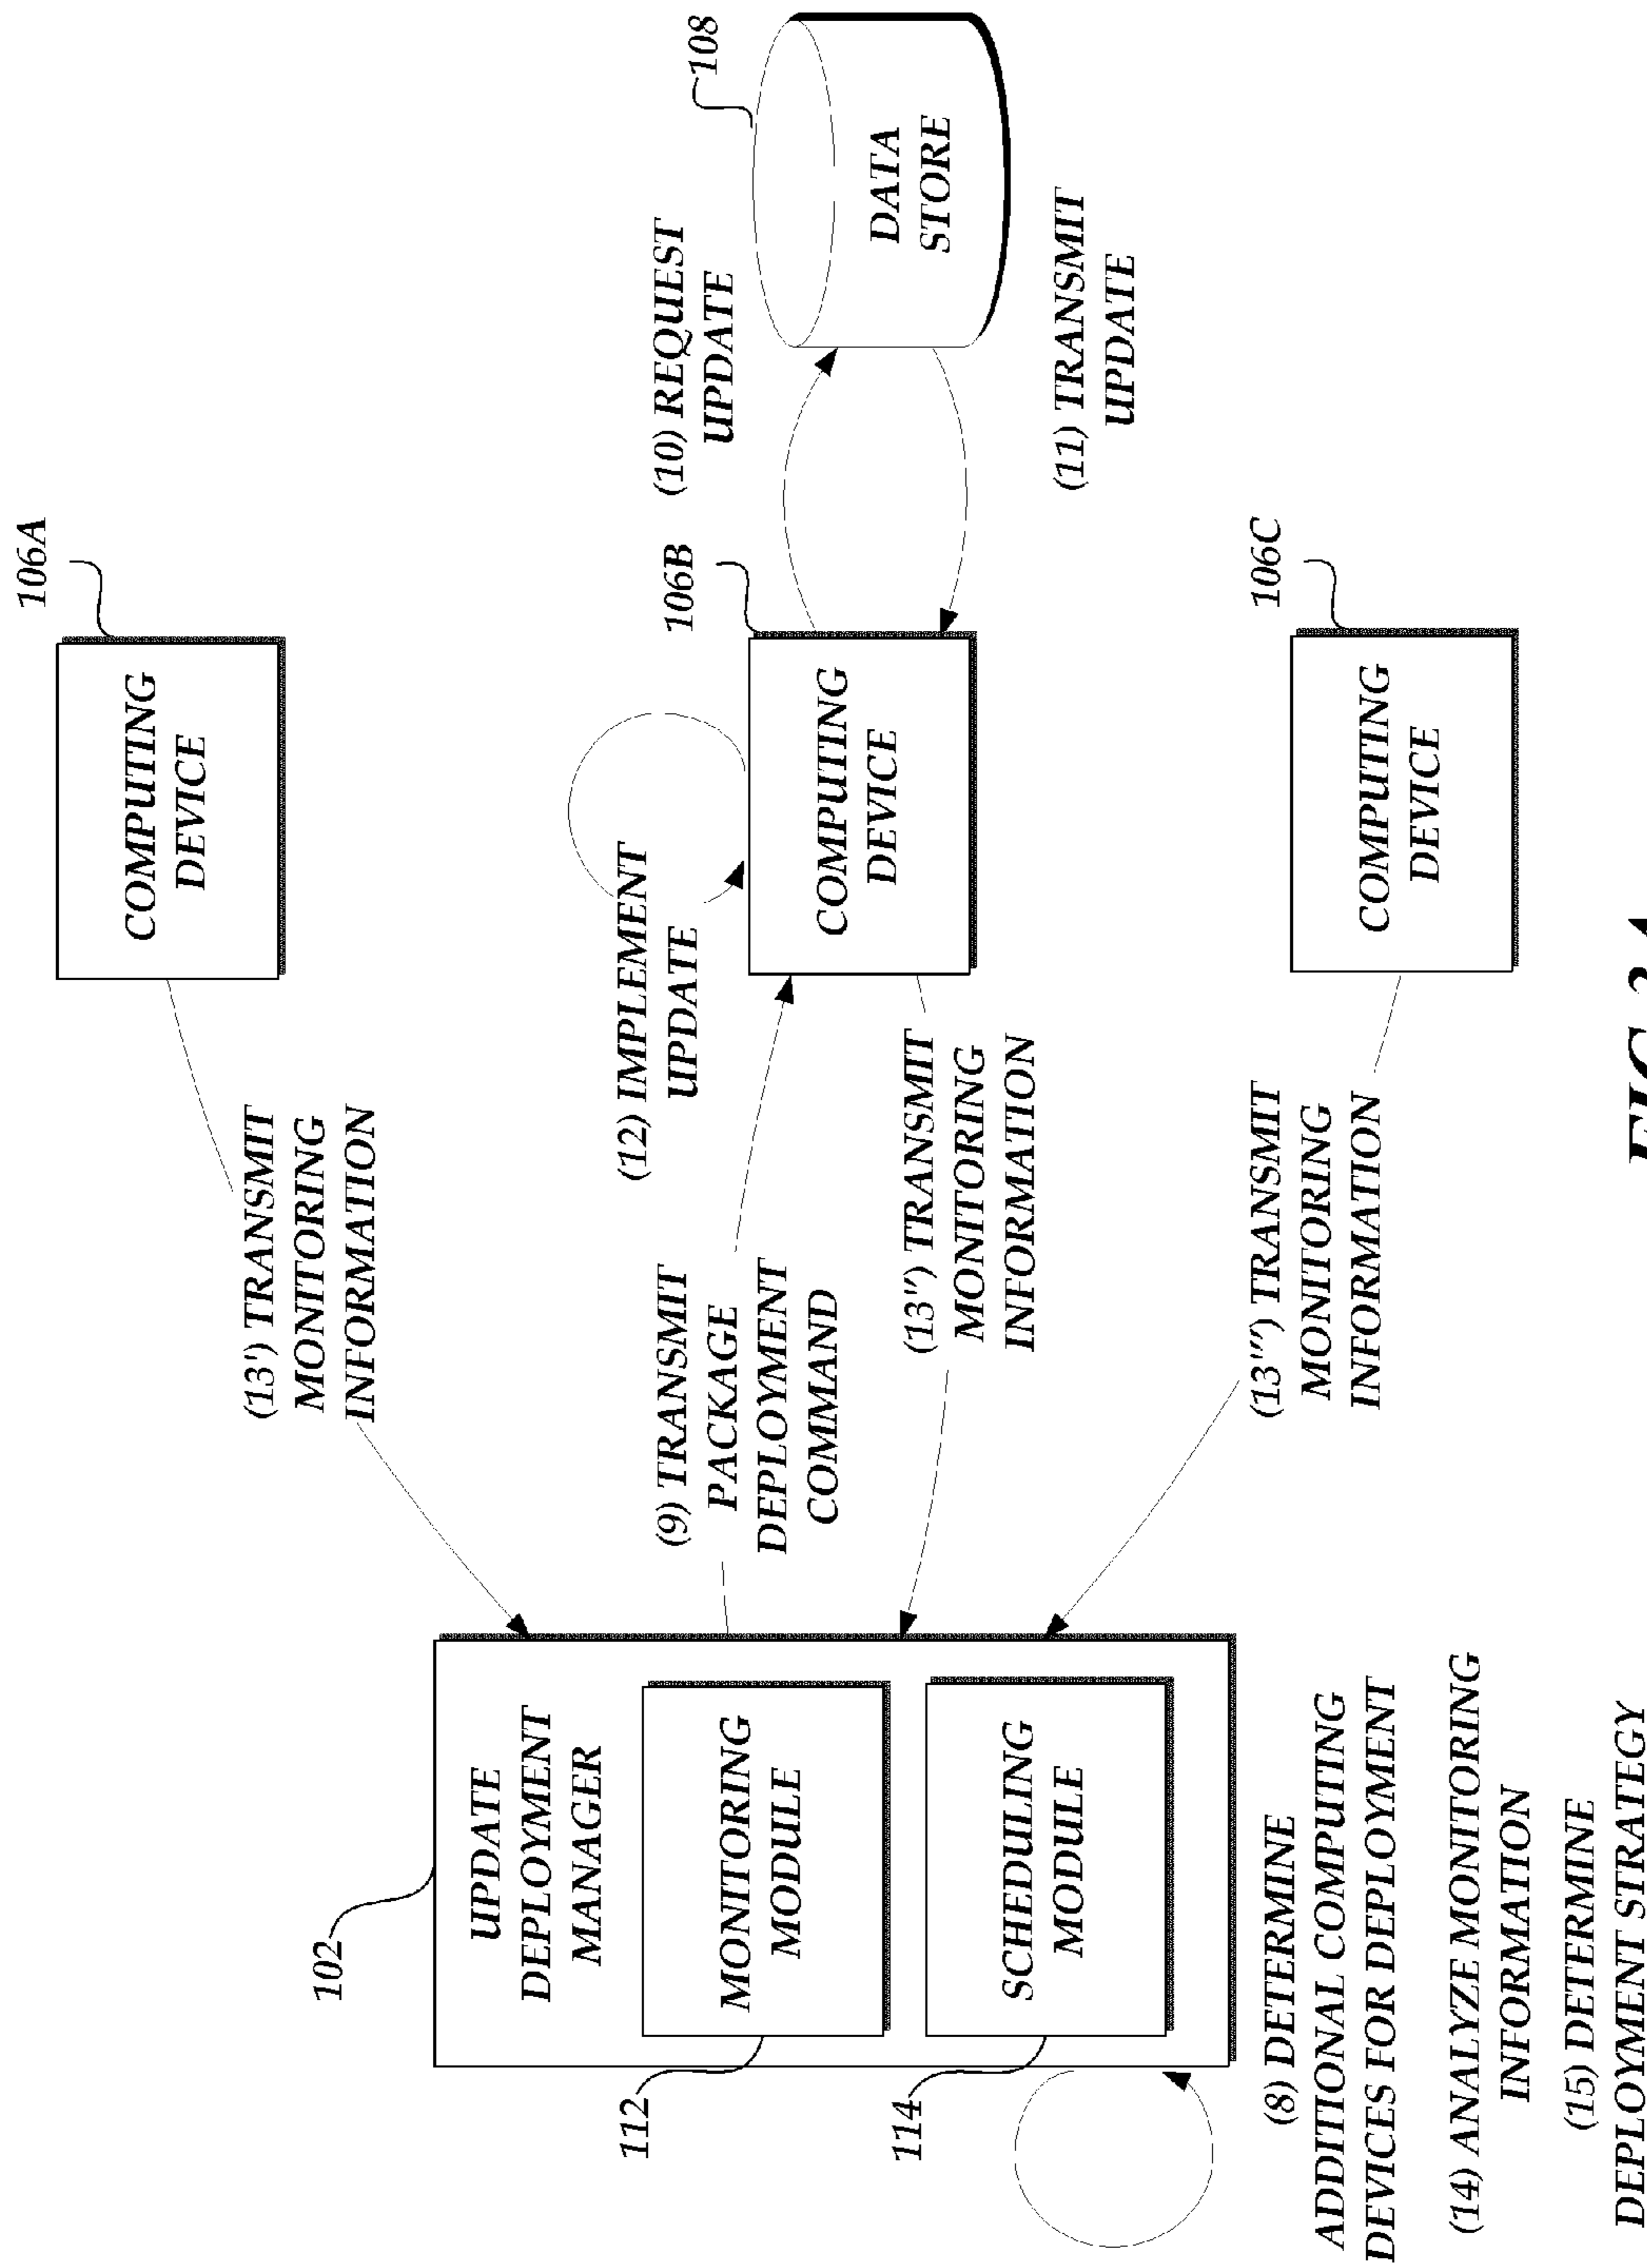 106A
COMPUTING
DEVICE
(13') TRANSMIT
MONITORING
INFORMATION
102
UPDATE
DEPLOYMENT
MANAGER
112
MONITORING
MODULE
114
SCHEDULING
MODULE
(9) TRANSMIT
PACKAGE
DEPLOYMENT
COMMAND
(12) IMPLEMENT
UPDATE
106B
COMPUTING
DEVICE
(10) REQUEST
UPDATE
108
DATA
STORE
(11) TRANSMIT
UPDATE
(13'') TRANSMIT
MONITORING
INFORMATION
(13''') TRANSMIT
MONITORING
INFORMATION
106C
COMPUTING
DEVICE
(8) DETERMINE
ADDITIONAL COMPUTING
DEVICES FOR DEPLOYMENT
(14) ANALYZE MONITORING
INFORMATION
(15) DETERMINE
DEPLOYMENT STRATEGY